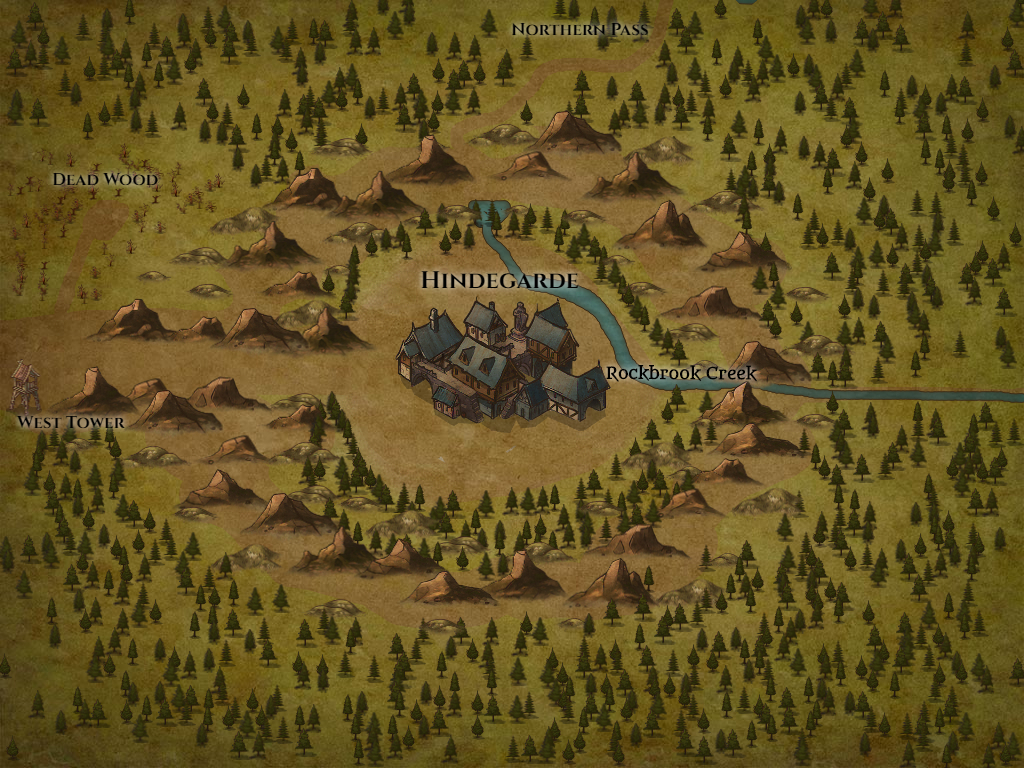 Northern Pass
Dead Wood
Hindegarde
Rockbrook Creek
West Tower